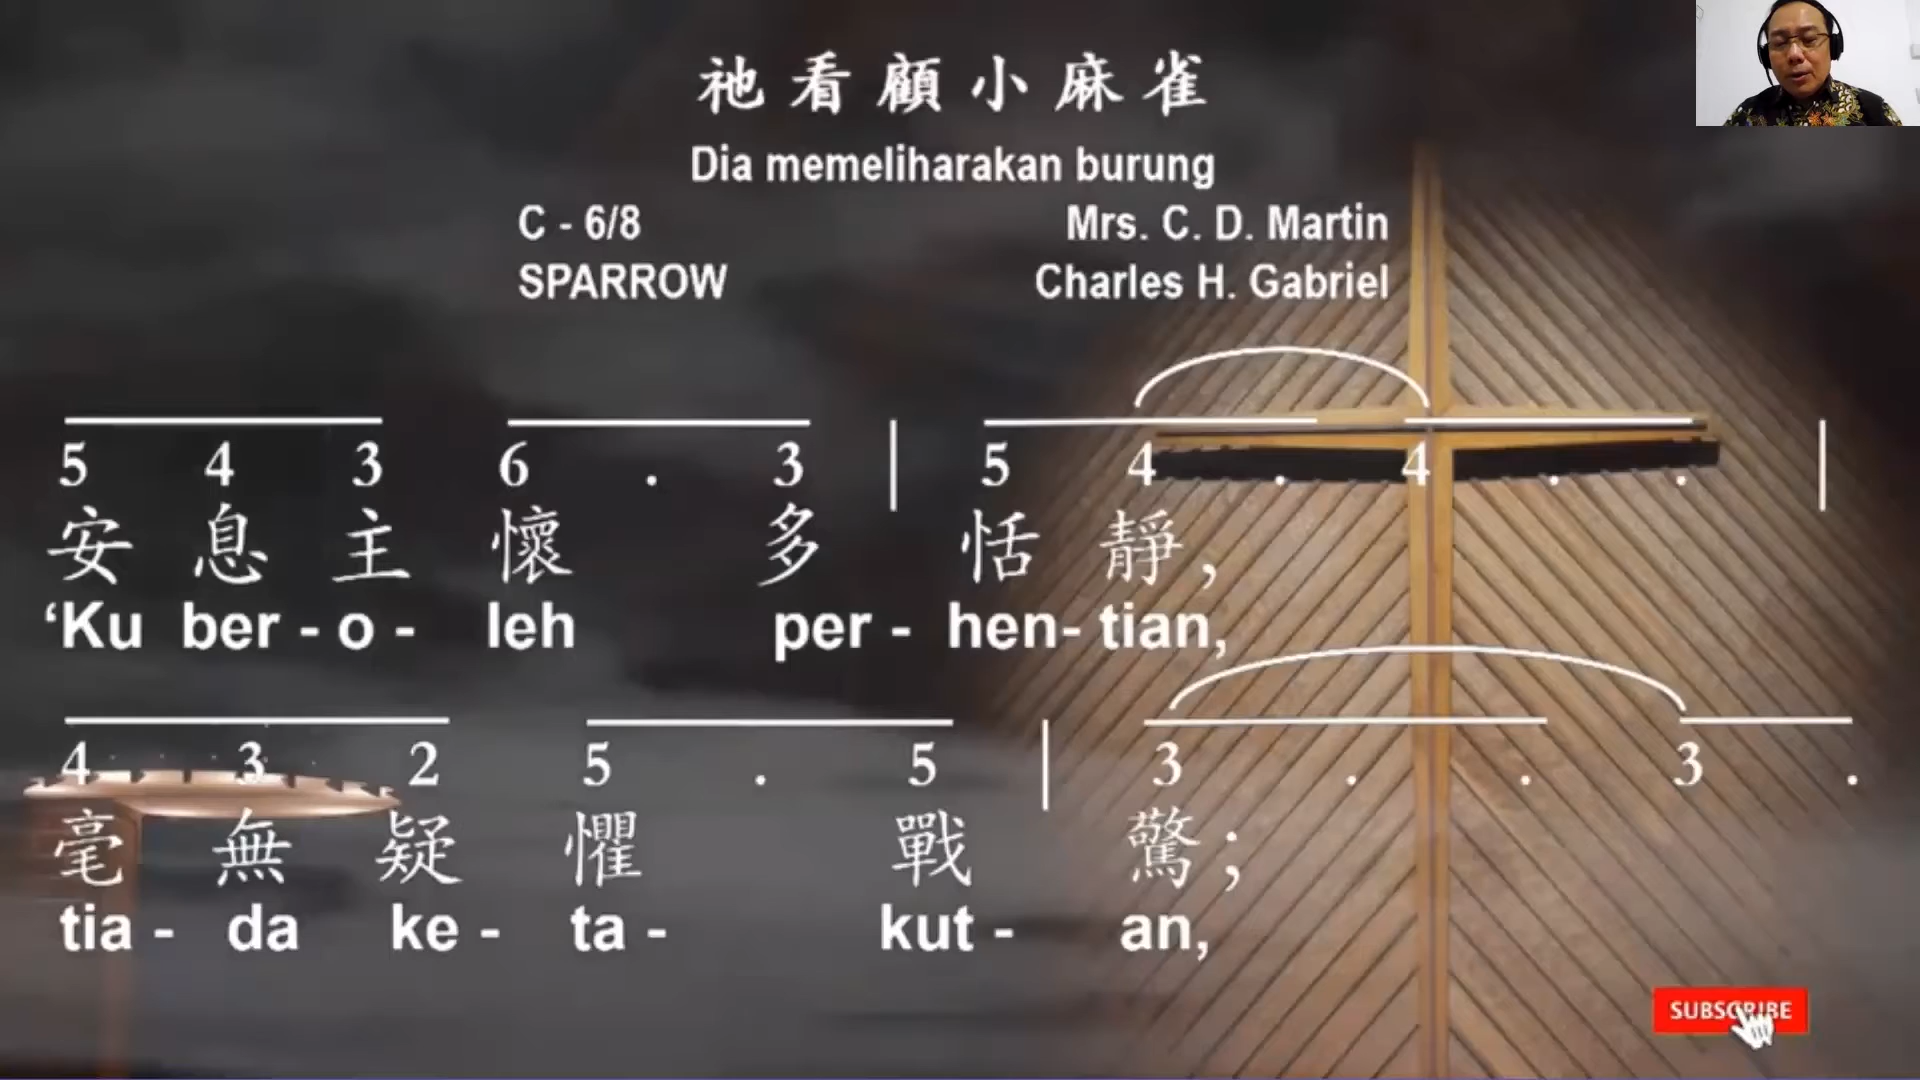 祂看顧小麻雀
Dia memeliharakan burung
C - 6/8 Mrs. C. D. Martin
SPARROW Charles H. Gabriel
5 4 3 6 . 3 | 5 4 . 4 . . |
安息主懷 多恬靜，
‘Ku ber - o - leh per - hen- tian,
4 3 2 5 . 5 | 3 . . 3 .
毫無疑懼 戰驚；
tia - da ke - ta - kut - an,
SUBSCRIBE